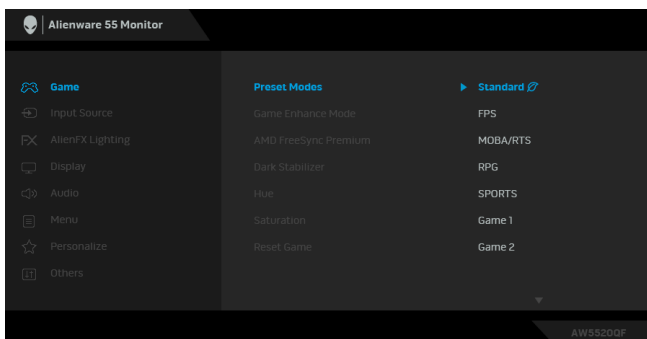 Alienware 55 Monitor
Game
Preset Modes
Standard
Input Source
Game Enhance Mode
FPS
AlienFX Lighting
AMD FreeSync Premium
MOBA/RTS
Display
Dark Stabilizer
RPG
Audio
Hue
SPORTS
Menu
Saturation
Game 1
Personalize
Reset Game
Game 2
Others
AW5520QF